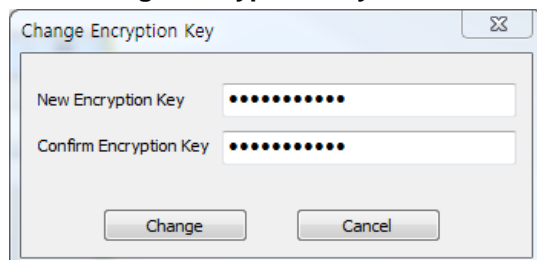 Change Encryption Key
New Encryption Key •••••••••••
Confirm Encryption Key •••••••••••
Change Cancel